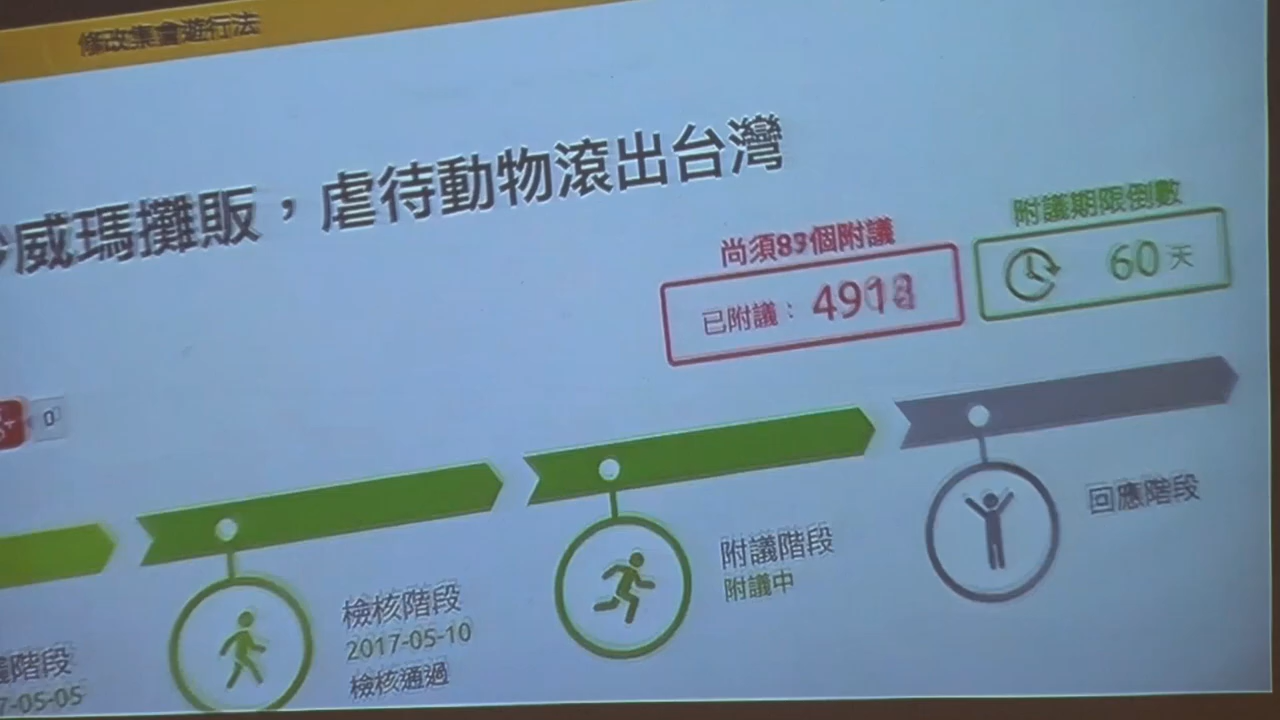 修改集會遊行法
威瑪攤販，虐待動物滾出台灣
尚須89個附議
已附議：
附議期限倒數
60天
0
檢核階段
2017-05-10
檢核通過
附議階段
附議中
回應階段
階段
7-05-05